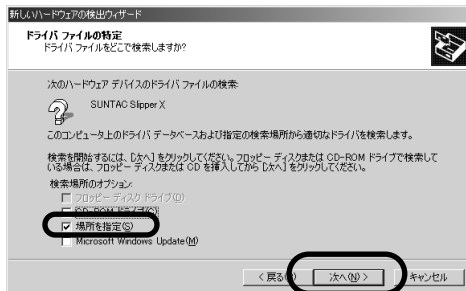 新しいハードウェアの検出ウィザード
ドライバ ファイルの特定
ドライバ ファイルをどこで検索しますか?
次のハードウェア デバイスのドライバ ファイルの検索:
SUNTAC Slipper X
このコンピュータ上のドライバ データベースおよび指定の検索場所から適切なドライバを検索します。
検索を開始するには、[次へ] をクリックしてください。フロッピー ディスクまたは CD-ROM ドライブで検索して
いる場合は、フロッピー ディスクまたは CD を挿入してから [次へ] をクリックしてください。
検索場所のオプション:
フロッピー ディスク ドライブ(D)
CD-ROM ドライブ(C)
場所を指定(S)
Microsoft Windows Update(M)
< 戻る 次へ(N) > キャンセル